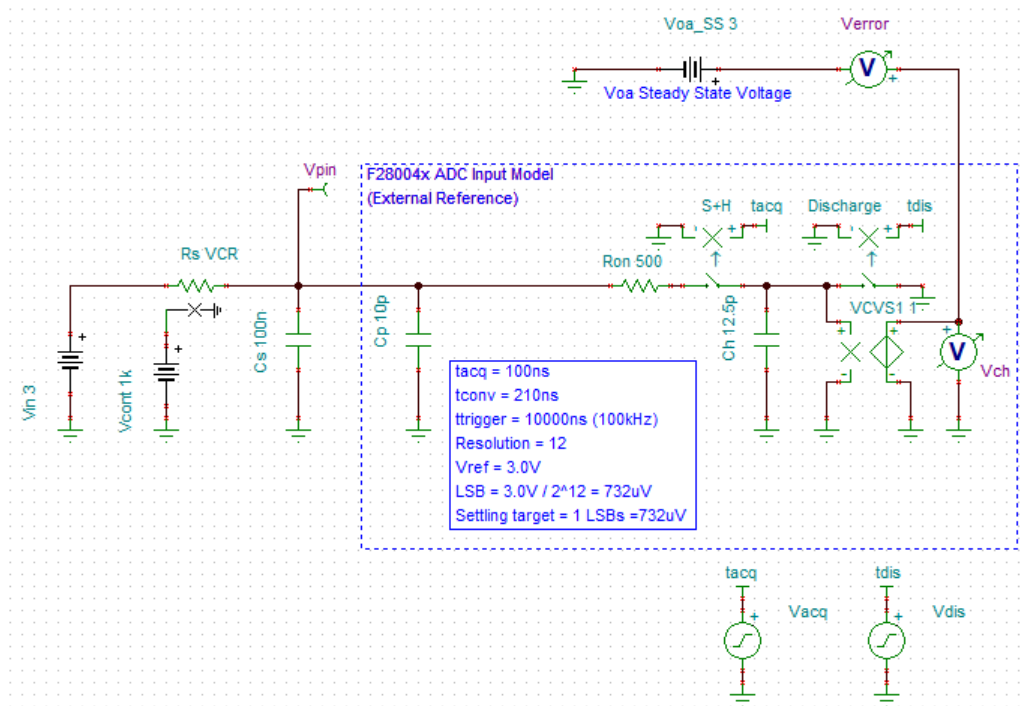 Voa_SS 3
Verror
V
+
+
Voa Steady State Voltage
Vpin
F28004x ADC Input Model
(External Reference)
S+H
tacq
Discharge
tdis
- +
- +
Rs VCR
Ron 500
VCVS1 1
Cs 100n
Cp 10p
Ch 12.5p
Vin 3
+
Vcont 1k
+
+
-
+
-
+
V
Vch
tacq = 100ns
tconv = 210ns
ttrigger = 10000ns (100kHz)
Resolution = 12
Vref = 3.0V
LSB = 3.0V / 2^12 = 732uV
Settling target = 1 LSBs =732uV
tacq
tdis
+
Vacq
+
Vdis